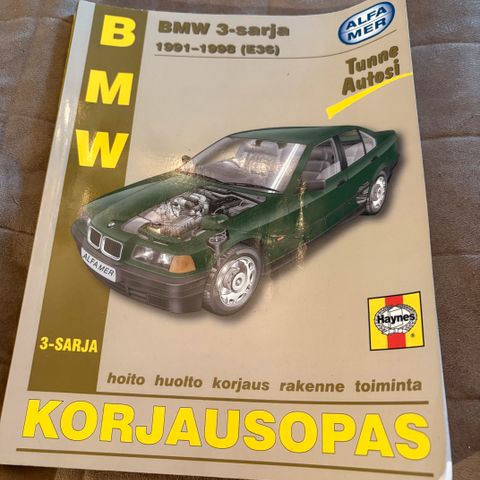 BMW
BMW 3-sarja
1991-1998 (E36)
ALFA
MER
Tunne
Autosi
ALFAMER
Haynes
®
3-SARJA
hoito huolto korjaus rakenne toiminta
KORJAUSOPAS